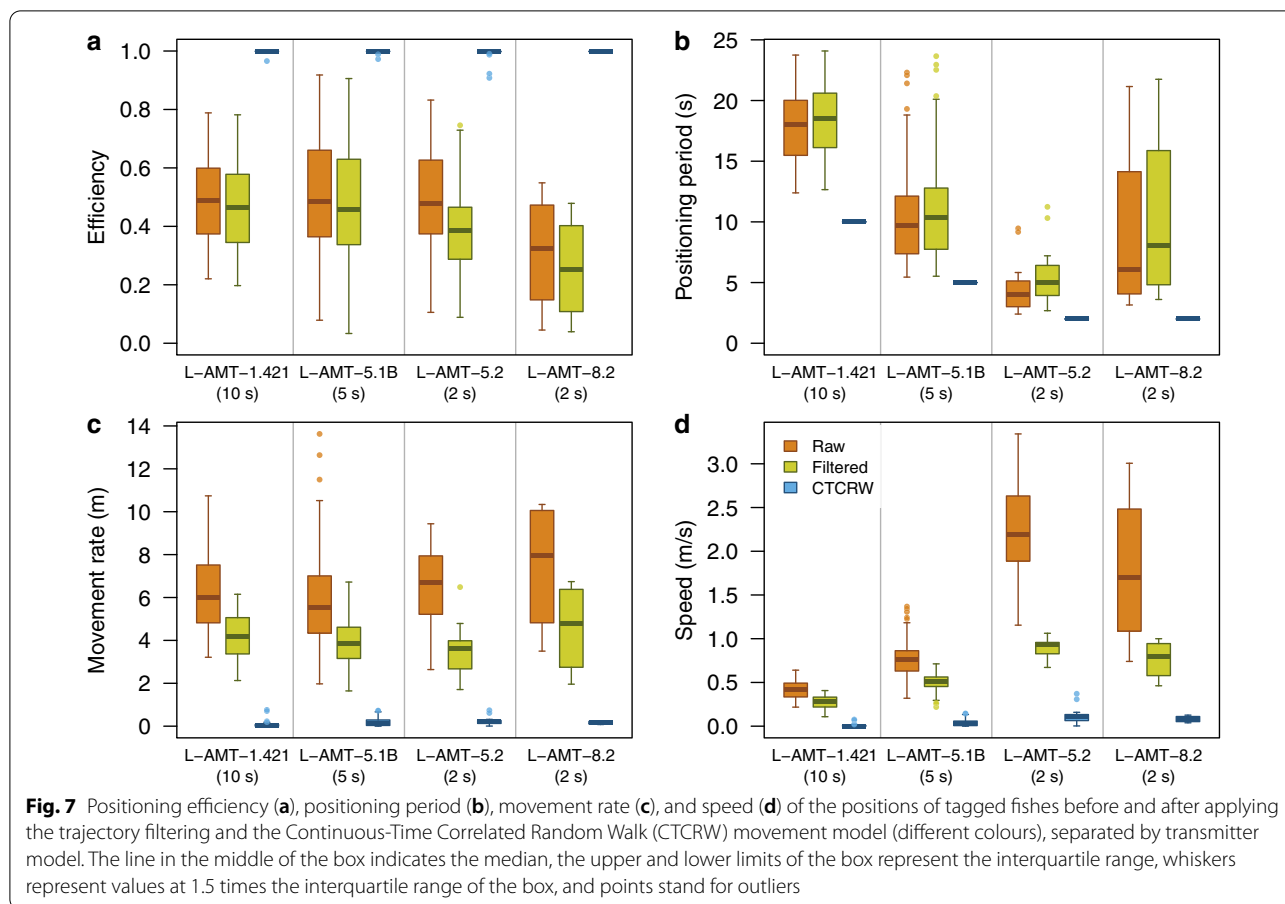 a
1.0
0.8
0.6
0.4
0.2
0.0
Efficiency
L−AMT−1.421 L−AMT−5.1B L−AMT−5.2 L−AMT−8.2
(10 s) (5 s) (2 s) (2 s)
b
25
20
15
10
5
0
Positioning period (s)
L−AMT−1.421 L−AMT−5.1B L−AMT−5.2 L−AMT−8.2
(10 s) (5 s) (2 s) (2 s)
c
14
12
10
8
6
4
2
0
Movement rate (m)
L−AMT−1.421 L−AMT−5.1B L−AMT−5.2 L−AMT−8.2
(10 s) (5 s) (2 s) (2 s)
d
3.0
2.5
2.0
1.5
1.0
0.5
0.0
Speed (m/s)
Raw
Filtered
CTCRW
L−AMT−1.421 L−AMT−5.1B L−AMT−5.2 L−AMT−8.2
(10 s) (5 s) (2 s) (2 s)
Fig. 7 Positioning efficiency (a), positioning period (b), movement rate (c), and speed (d) of the positions of tagged fishes before and after applying
the trajectory filtering and the Continuous-Time Correlated Random Walk (CTCRW) movement model (different colours), separated by transmitter
model. The line in the middle of the box indicates the median, the upper and lower limits of the box represent the interquartile range, whiskers
represent values at 1.5 times the interquartile range of the box, and points stand for outliers